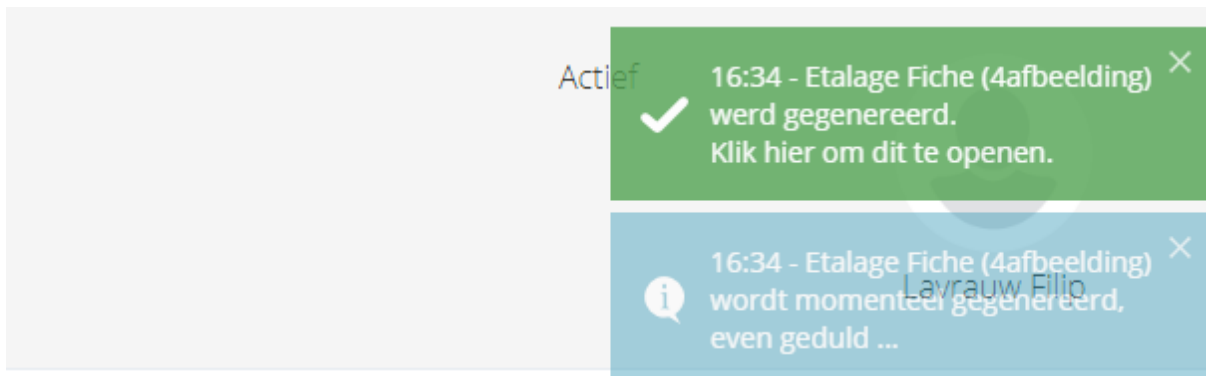 Actief
16:34 - Etalage Fiche (4afbeelding)
werd gegenereerd.
Klik hier om dit te openen.
16:34 - Etalage Fiche (4afbeelding)
wordt momenteel gegenereerd,
even geduld ...
Lavrauw Filip